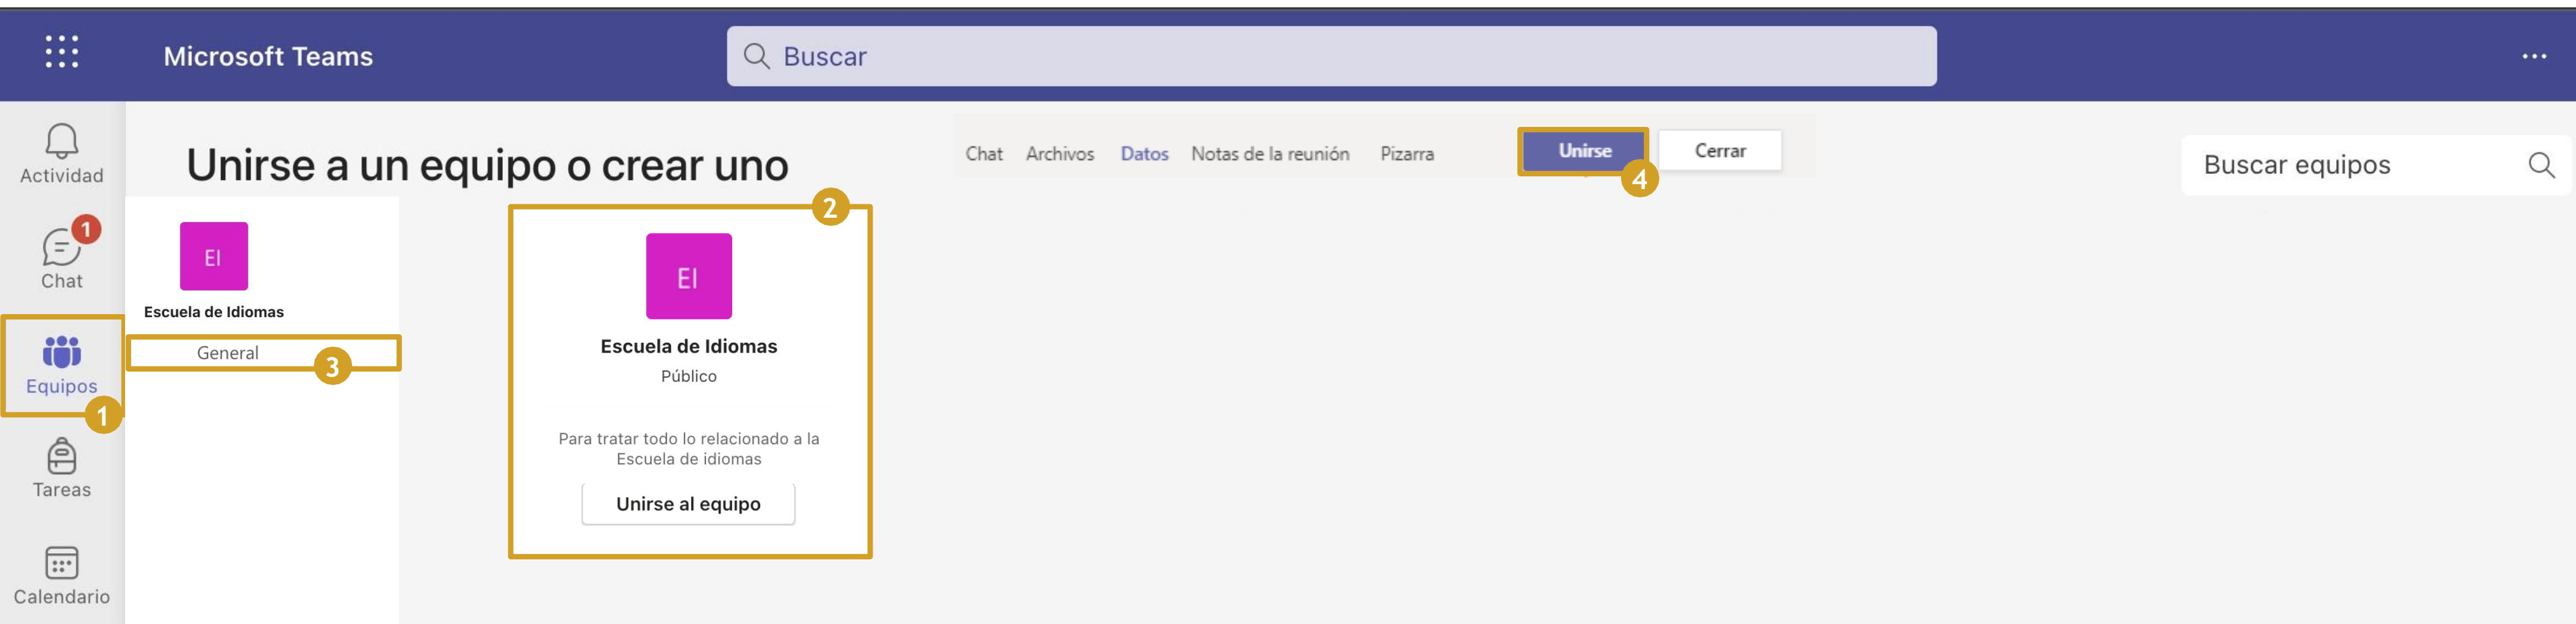 Microsoft Teams
Buscar
...
Actividad
1
Chat
Equipos
1
Tareas
Calendario
Unirse a un equipo o crear uno
Chat Archivos Datos Notas de la reunión Pizarra Unirse Cerrar
4
Buscar equipos
EI
Escuela de Idiomas
General
3
2
EI
Escuela de Idiomas
Público
Para tratar todo lo relacionado a la
Escuela de idiomas
Unirse al equipo